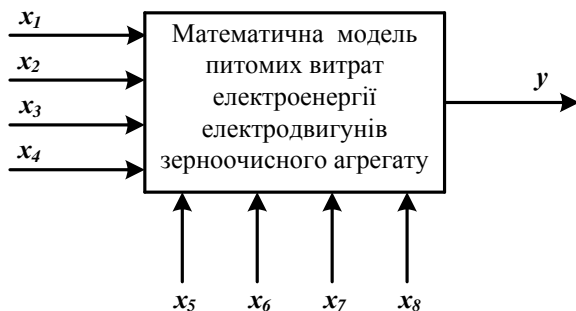 x1
x2
x3
x4
Математична модель
питомих витрат
електроенергії
електродвигунів
зерноочисного агрегату
y
x5
x6
x7
x8